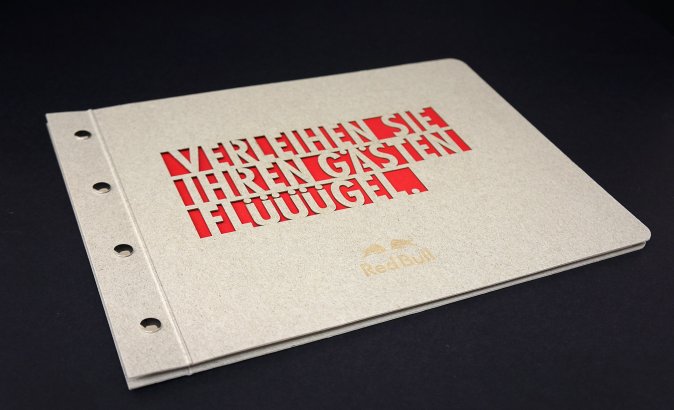 VERLEIHEN SIE
IHREN GÄSTEN
FLÜÜÜGEL.
Red Bull